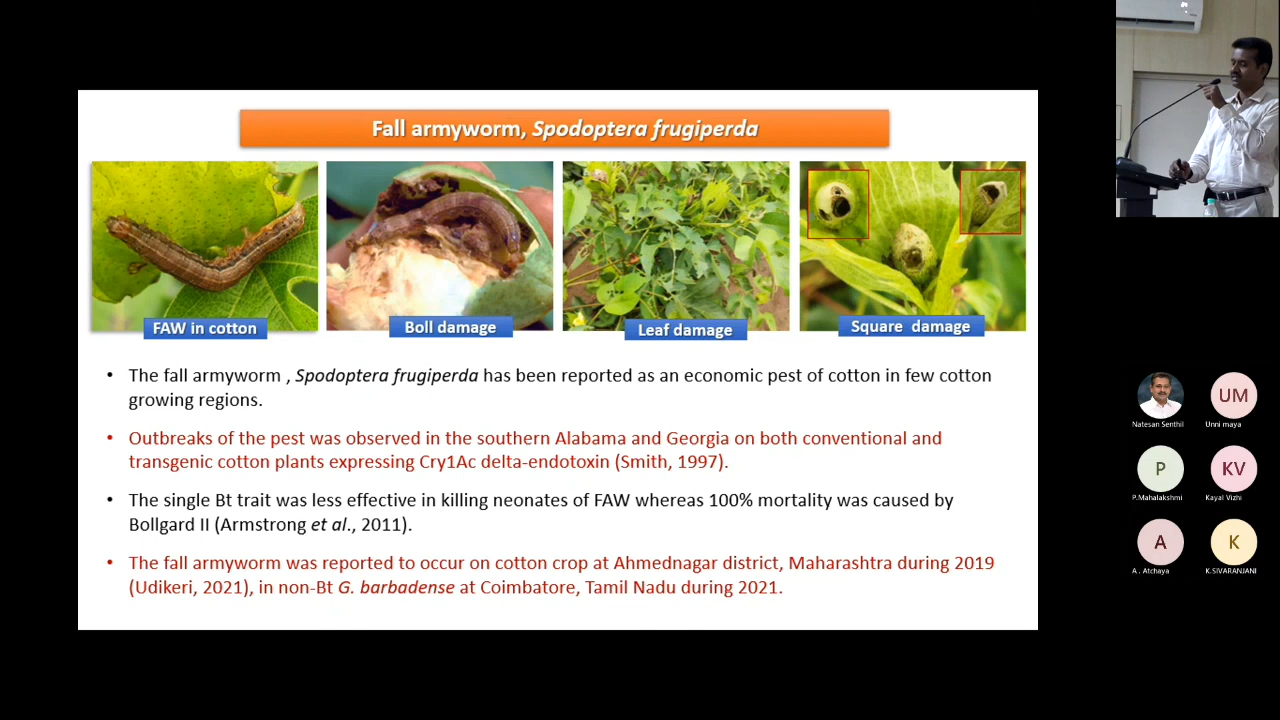 Fall armyworm, Spodoptera frugiperda
FAW in cotton
Boll damage
Leaf damage
Square damage
• The fall armyworm , Spodoptera frugiperda has been reported as an economic pest of cotton in few cotton
growing regions.
• Outbreaks of the pest was observed in the southern Alabama and Georgia on both conventional and
transgenic cotton plants expressing Cry1Ac delta-endotoxin (Smith, 1997).
• The single Bt trait was less effective in killing neonates of FAW whereas 100% mortality was caused by
Bollgard II (Armstrong et al., 2011).
• The fall armyworm was reported to occur on cotton crop at Ahmednagar district, Maharashtra during 2019
(Udikeri, 2021), in non-Bt G. barbadense at Coimbatore, Tamil Nadu during 2021.
UM
Natesan Senthil
Unni maya
P
KV
P.Mahalakshmi
Kayal Vizhi
A
K
A . Atchaya
K.SIVARANJANI